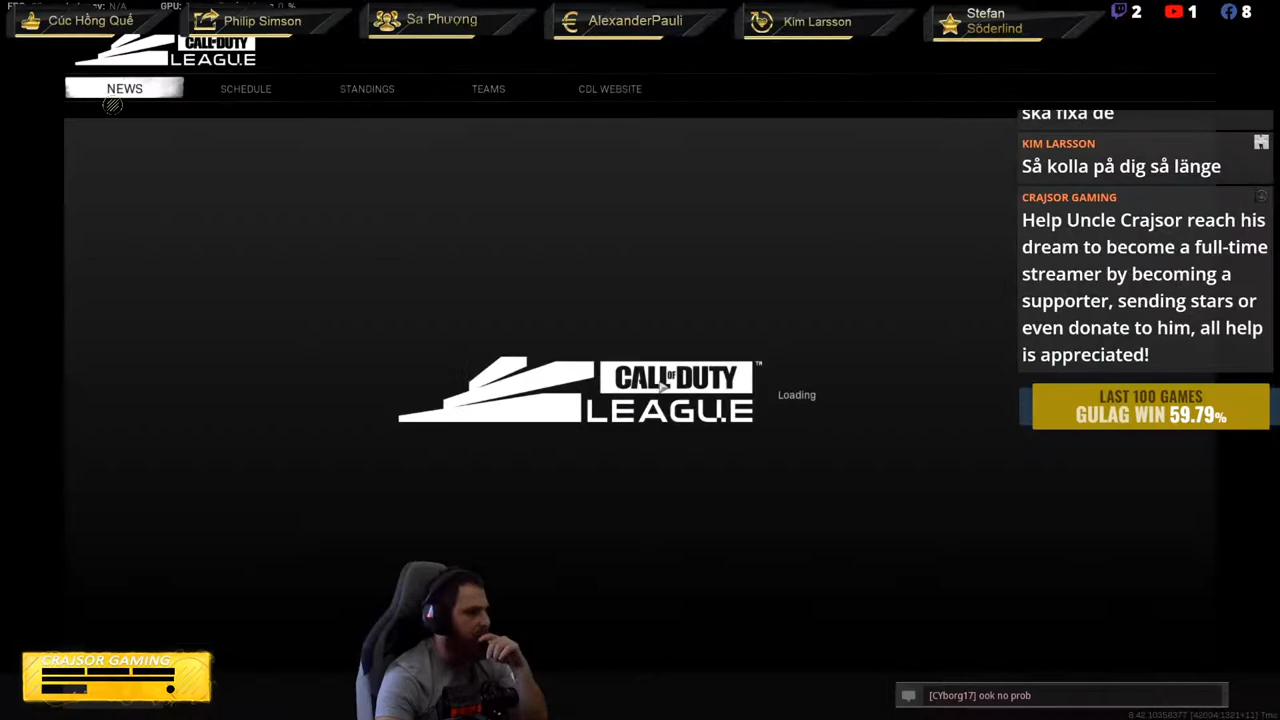 Cúc Hồng Quế
Philip Simson
Sa Phượng
AlexanderPauli
Kim Larsson
Stefan
Söderlind
2
1
8
CALL OF DUTY
LEAGUE
NEWS
SCHEDULE
STANDINGS
TEAMS
CDL WEBSITE
ska fixa de
KIM LARSSON
Så kolla på dig så länge
CRAJSOR GAMING
Help Uncle Crajsor reach his
dream to become a full-time
streamer by becoming a
supporter, sending stars or
even donate to him, all help
is appreciated!
CALL OF DUTY ™
LEAGUE
Loading
LAST 100 GAMES
GULAG WIN 59.79%
CRAJSOR GAMING
[CYborg17] ook no prob